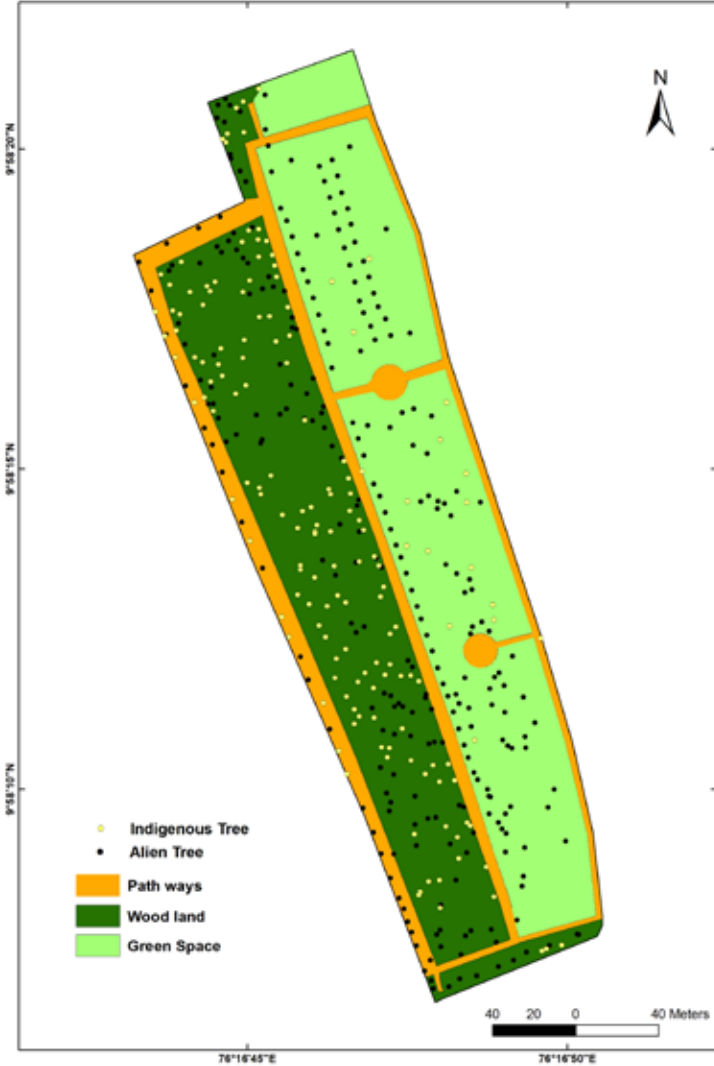 N
9°58'20"N
9°58'15"N
9°58'10"N
Indigenous Tree
Alien Tree
Path ways
Wood land
Green Space
40 20 0 40 Meters
76°16'45"E 76°16'50"E